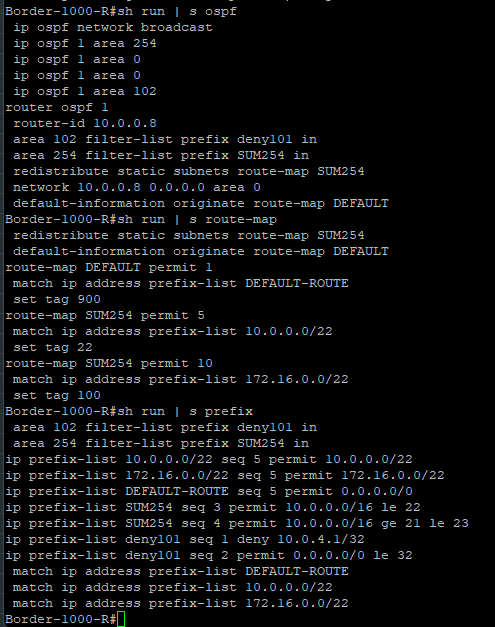 Border-1000-R#sh run | s ospf
 ip ospf network broadcast
 ip ospf 1 area 254
 ip ospf 1 area 0
 ip ospf 1 area 0
 ip ospf 1 area 102
router ospf 1
 router-id 10.0.0.8
 area 102 filter-list prefix deny101 in
 area 254 filter-list prefix SUM254 in
 redistribute static subnets route-map SUM254
 network 10.0.0.8 0.0.0.0 area 0
 default-information originate route-map DEFAULT
Border-1000-R#sh run | s route-map
 redistribute static subnets route-map SUM254
 default-information originate route-map DEFAULT
route-map DEFAULT permit 1
 match ip address prefix-list DEFAULT-ROUTE
 set tag 900
route-map SUM254 permit 5
 match ip address prefix-list 10.0.0.0/22
 set tag 22
route-map SUM254 permit 10
 match ip address prefix-list 172.16.0.0/22
 set tag 100
Border-1000-R#sh run | s prefix
 area 102 filter-list prefix deny101 in
 area 254 filter-list prefix SUM254 in
ip prefix-list 10.0.0.0/22 seq 5 permit 10.0.0.0/22
ip prefix-list 172.16.0.0/22 seq 5 permit 172.16.0.0/22
ip prefix-list DEFAULT-ROUTE seq 5 permit 0.0.0.0/0
ip prefix-list SUM254 seq 3 permit 10.0.0.0/16 le 22
ip prefix-list SUM254 seq 4 permit 10.0.0.0/16 ge 21 le 23
ip prefix-list deny101 seq 1 deny 10.0.4.1/32
ip prefix-list deny101 seq 2 permit 0.0.0.0/0 le 32
 match ip address prefix-list DEFAULT-ROUTE
 match ip address prefix-list 10.0.0.0/22
 match ip address prefix-list 172.16.0.0/22
Border-1000-R#